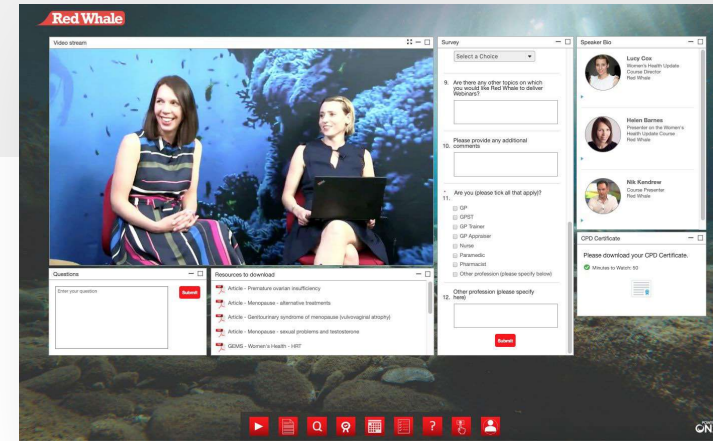 Red Whale
Video stream
Survey
Select a Choice
9. Are there any other topics on which
you would like Red Whale to deliver
Webinars?
Please provide any additional
10. comments
*
Are you (please tick all that apply)?
11.
GP
GPST
GP Trainer
GP Appraiser
Nurse
Paramedic
Pharmacist
Other profession (please specify below)
Other profession (please specify
12. here)
Submit
Speaker Bio
Lucy Cox
Women's Health Update
Course Director
Red Whale
Helen Barnes
Presenter on the Women's
Health Update Course
Red Whale
Nik Kendrew
Course Presenter
Red Whale
CPD Certificate
Please download your CPD Certificate.
Minutes to Watch: 50
Questions
Enter your question
Submit
Resources to download
Article - Premature ovarian insufficiency
Article - Menopause - alternative treatments
Article - Genitourinary syndrome of menopause (vulvovaginal atrophy)
Article - Menopause - sexual problems and testosterone
GEMS - Women's Health - HRT
?